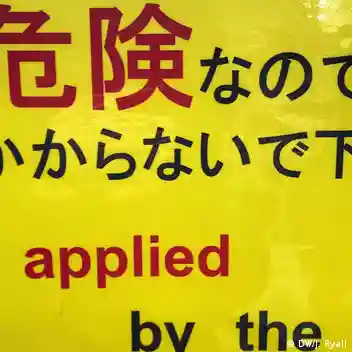 危険なので
かからないで下
applied
by the
© DW/J. Ryall